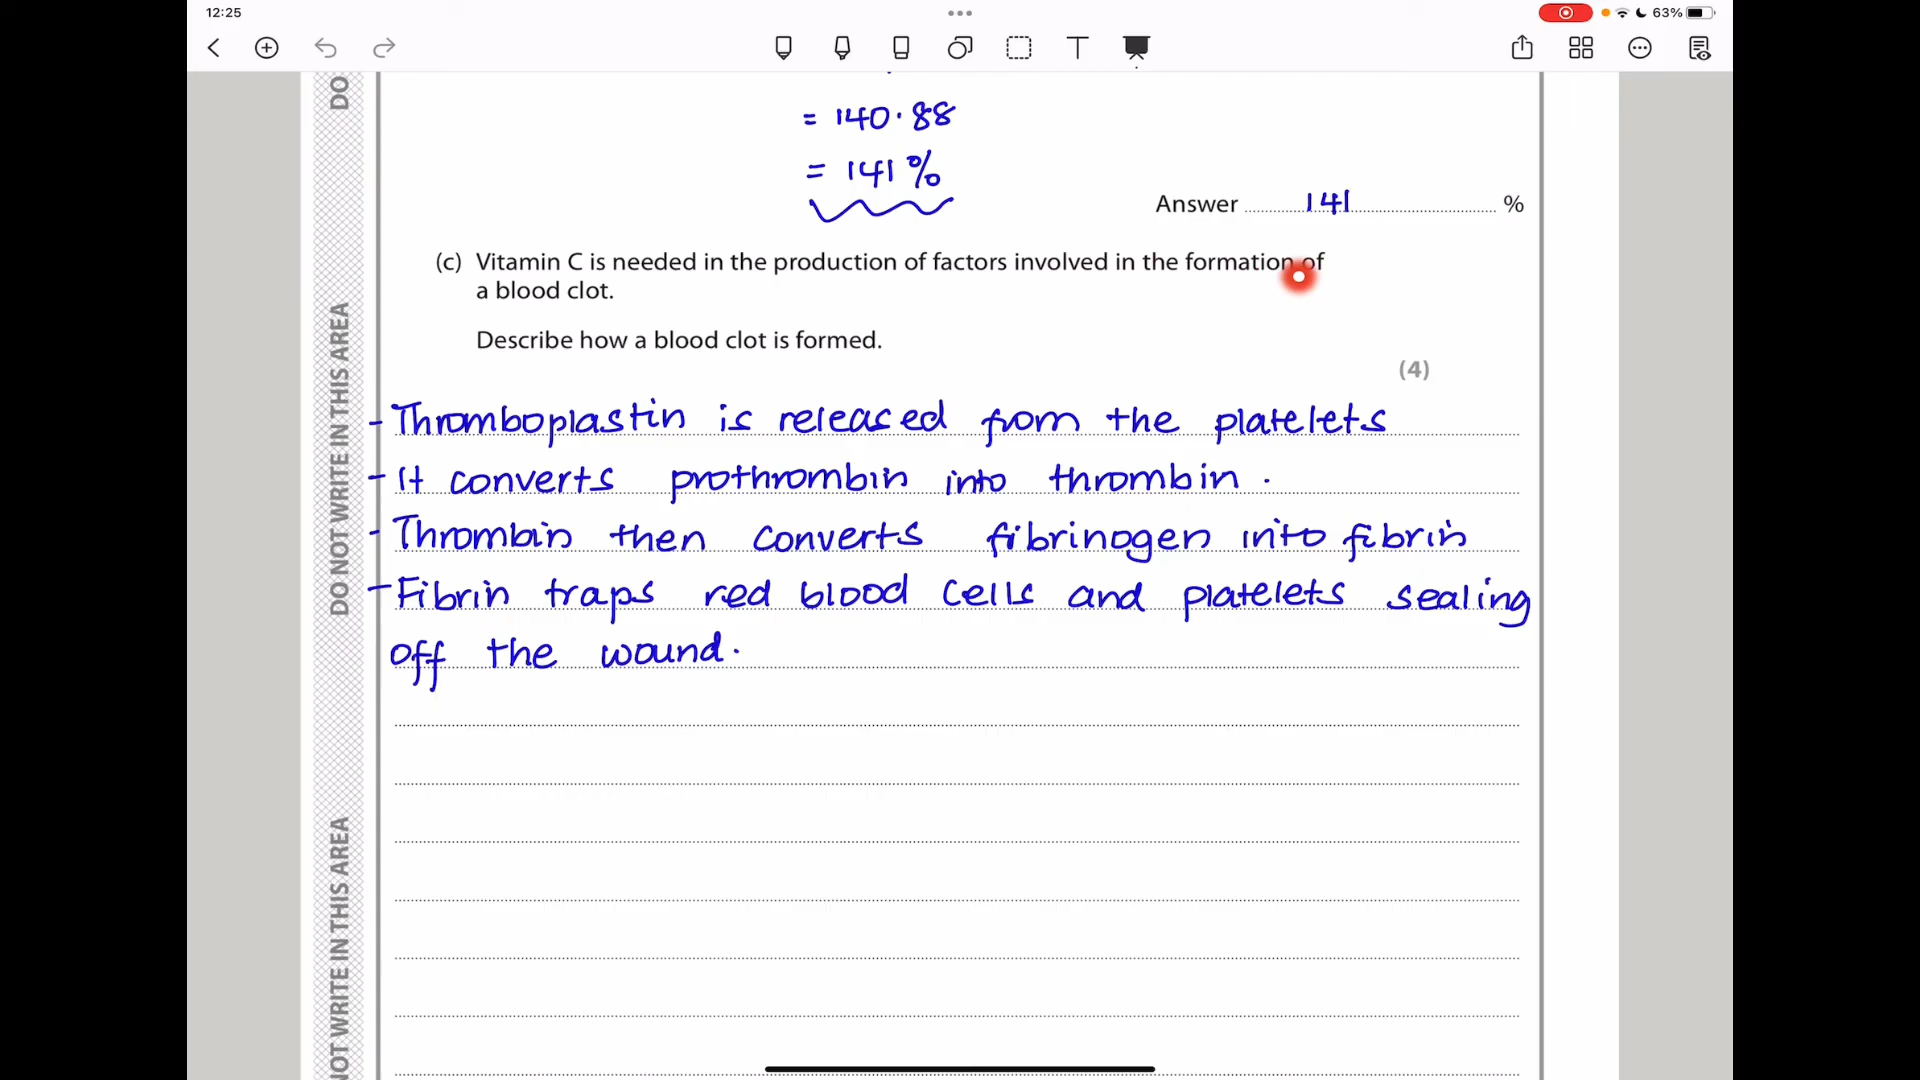 12:25
63%
= 140.88
= 141%
Answer 141 %
(c) Vitamin C is needed in the production of factors involved in the formation of
a blood clot.
Describe how a blood clot is formed.
(4)
- Thromboplastin is released from the platelets
- It converts prothrombin into thrombin.
- Thrombin then converts fibrinogen into fibrin
- Fibrin traps red blood cells and platelets sealing
off the wound.
DO
DO NOT WRITE IN THIS AREA
NOT WRITE IN THIS AREA